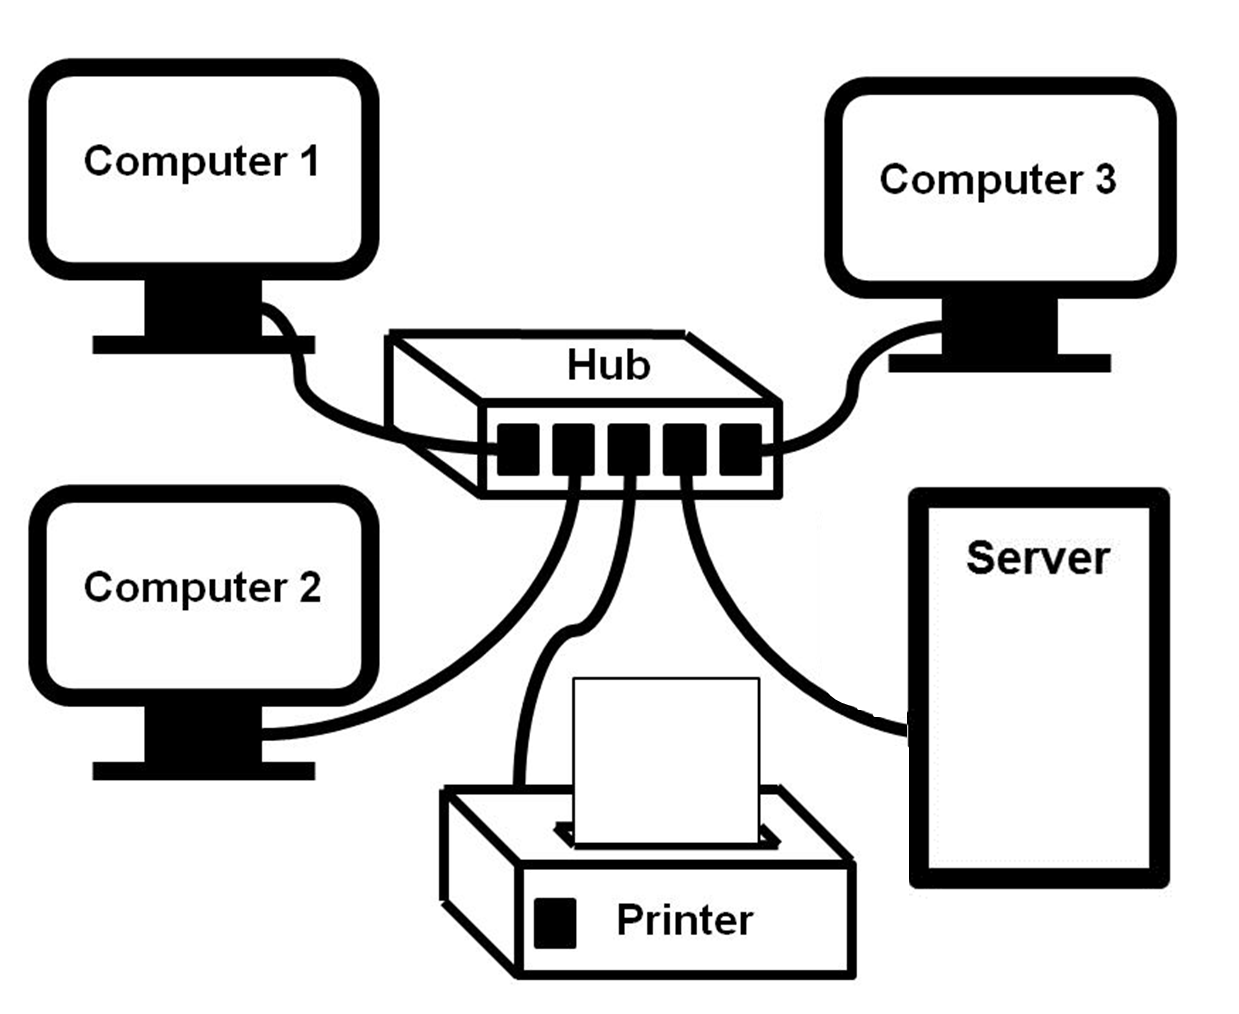 Computer 1
Computer 3
Hub
Computer 2
Server
Printer